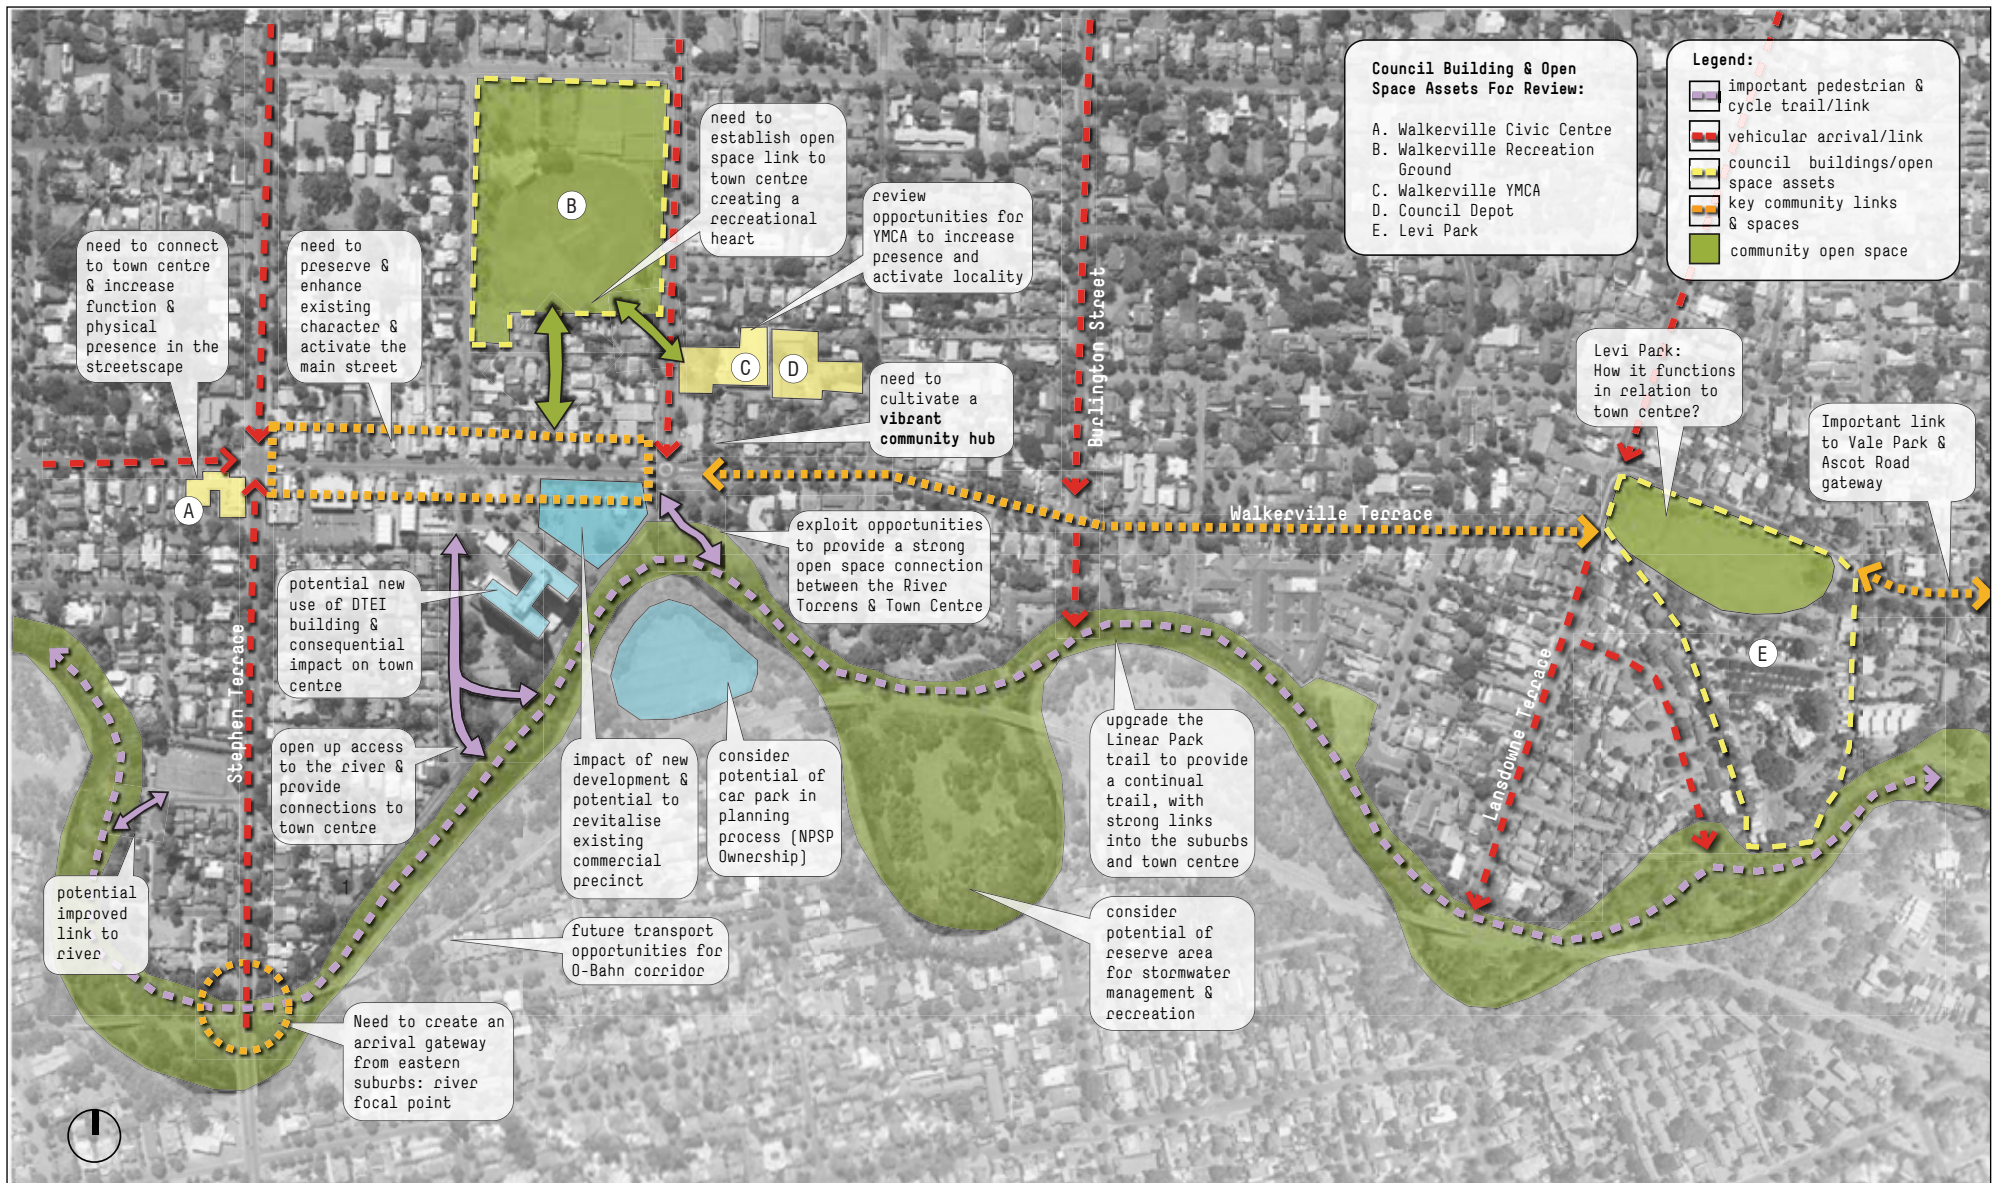 Council Building & Open
Space Assets For Review:
A. Walkerville Civic Centre
B. Walkerville Recreation
Ground
C. Walkerville YMCA
D. Council Depot
E. Levi Park
Legend:
important pedestrian &
cycle trail/link
vehicular arrival/link
council buildings/open
space assets
key community links
& spaces
community open space
need to
establish open
space link to
town centre
creating a
recreational
heart
review
opportunities for
YMCA to increase
presence and
activate locality
need to connect
to town centre
& increase
function &
physical
presence in the
streetscape
need to
preserve &
enhance
existing
character &
activate the
main street
B
C
D
need to
cultivate a
vibrant
community hub
Burlington Street
Levi Park:
How it functions
in relation to
town centre?
Important link
to Vale Park &
Ascot Road
gateway
A
Walkerville Terrace
exploit opportunities
to provide a strong
open space connection
between the River
Torrens & Town Centre
potential new
use of DTEI
building &
consequential
impact on town
centre
Stephen Terrace
E
Lansdowne Terrace
open up access
to the river &
provide
connections to
town centre
impact of new
development &
potential to
revitalise
existing
commercial
precinct
consider
potential of
car park in
planning
process (NPSP
Ownership)
upgrade the
Linear Park
trail to provide
a continual
trail, with
strong links
into the suburbs
and town centre
1
potential
improved
link to
river
future transport
opportunities for
O-Bahn corridor
consider
potential of
reserve area
for stormwater
management &
recreation
Need to create an
arrival gateway
from eastern
suburbs: river
focal point